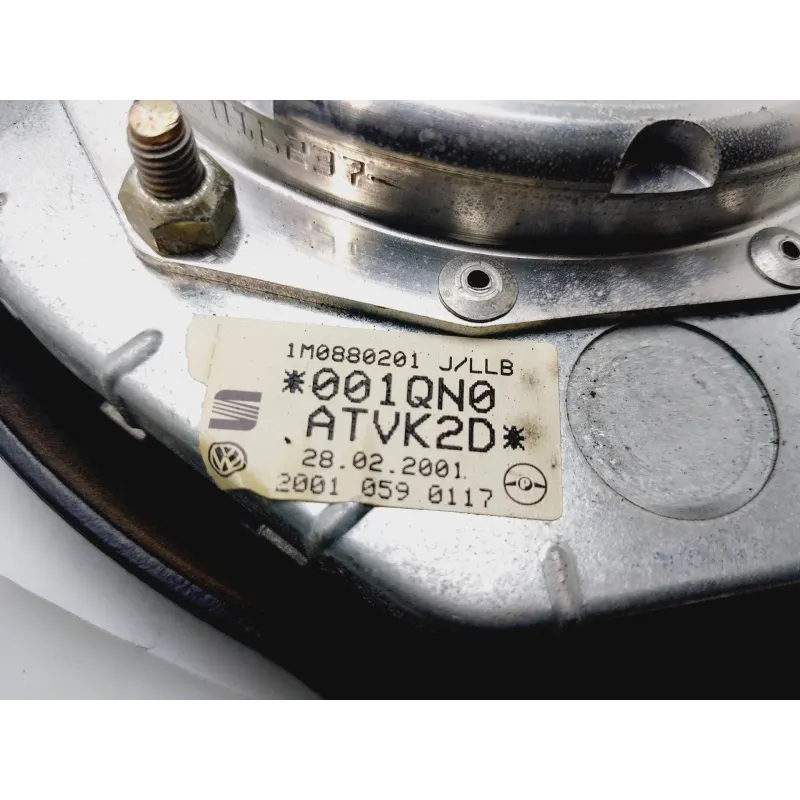 1M0880201 J/LLB
*001QN0
ATVK2D*
28.02.2001
2001 059 0117
P